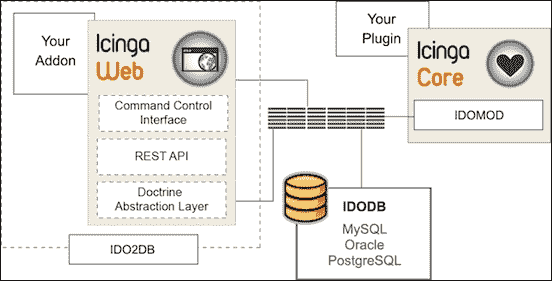 Your
Addon
Icinga
Web
Command Control
Interface
REST API
Doctrine
Abstraction Layer
IDO2DB
Your
Plugin
Icinga
Core
IDOMOD
IDODB
MySQL
Oracle
PostgreSQL